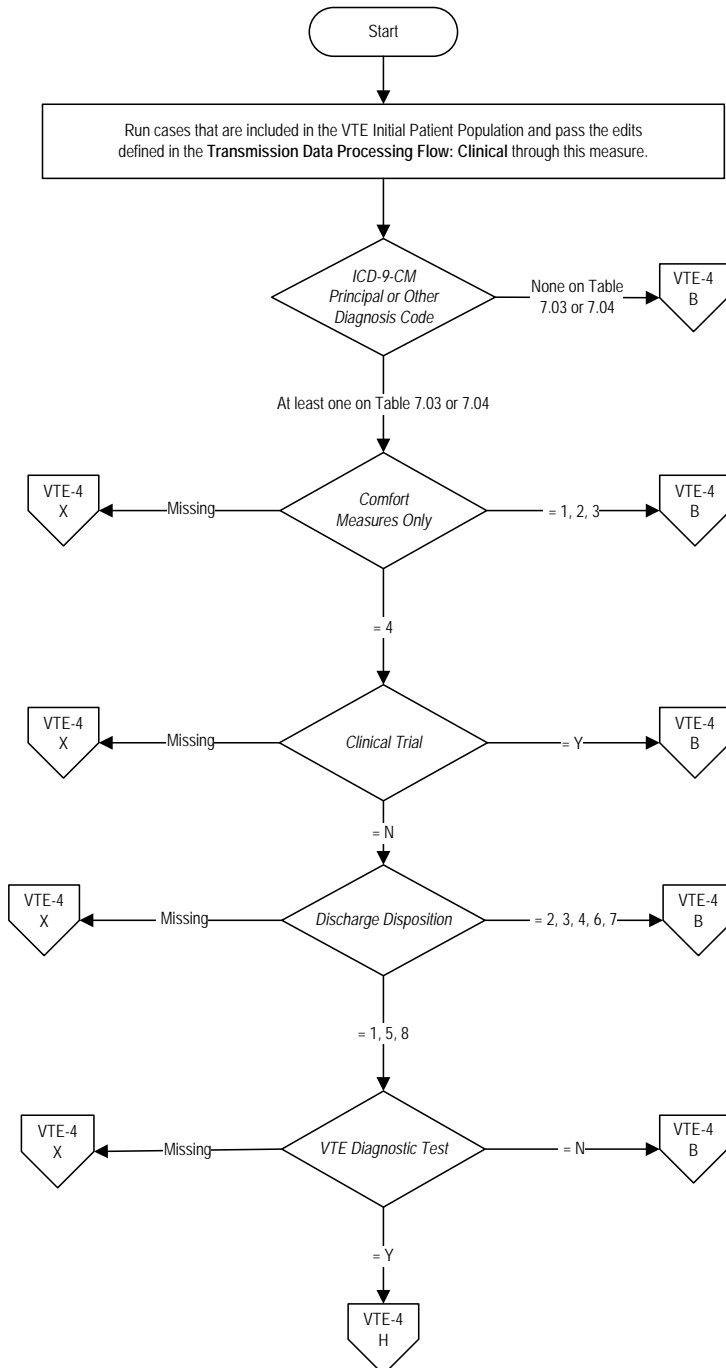 Start
Run cases that are included in the VTE Initial Patient Population and pass the edits
defined in the Transmission Data Processing Flow: Clinical through this measure.
ICD-9-CM
Principal or Other
Diagnosis Code
None on Table
7.03 or 7.04
VTE-4
B
At least one on Table 7.03 or 7.04
VTE-4
X
Missing
Comfort
Measures Only
= 1, 2, 3
VTE-4
B
= 4
VTE-4
X
Missing
Clinical Trial
= Y
VTE-4
B
= N
VTE-4
X
Missing
Discharge Disposition
= 2, 3, 4, 6, 7
VTE-4
B
= 1, 5, 8
VTE-4
X
Missing
VTE Diagnostic Test
= N
VTE-4
B
= Y
VTE-4
H